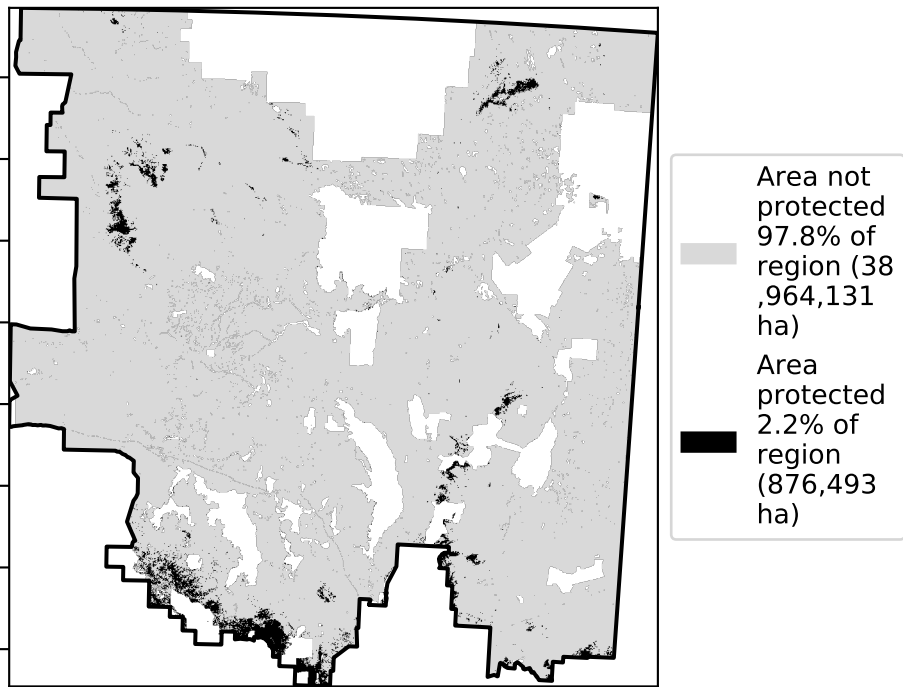 Area not
protected
97.8% of
region (38
,964,131
ha)
Area
protected
2.2% of
region
(876,493
ha)